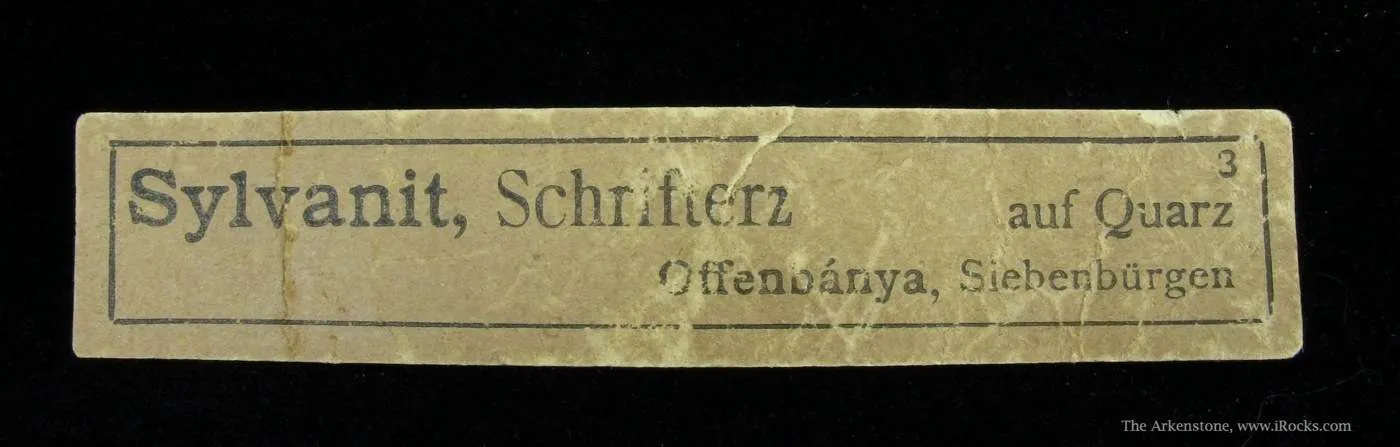 3
Sylvanit, Schrifterz auf Quarz
Offenbánya, Siebenbürgen
The Arkenstone, www.iRocks.com